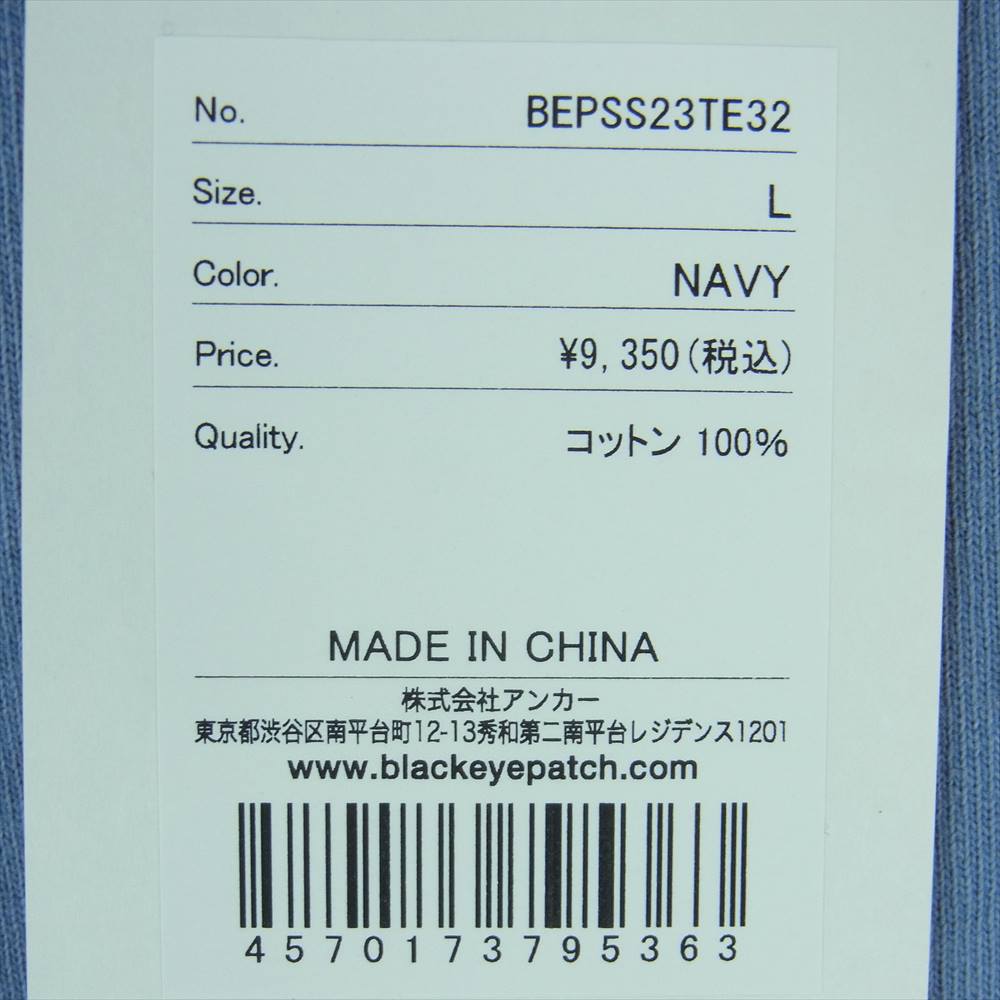 No. BEPSS23TE32
Size. L
Color. NAVY
Price. ¥9,350(税込)
Quality. コットン 100%
MADE IN CHINA
株式会社アンカー
東京都渋谷区南平台町12-13秀和第二南平台レジデンス1201
www.blackeyepatch.com
4570173795363